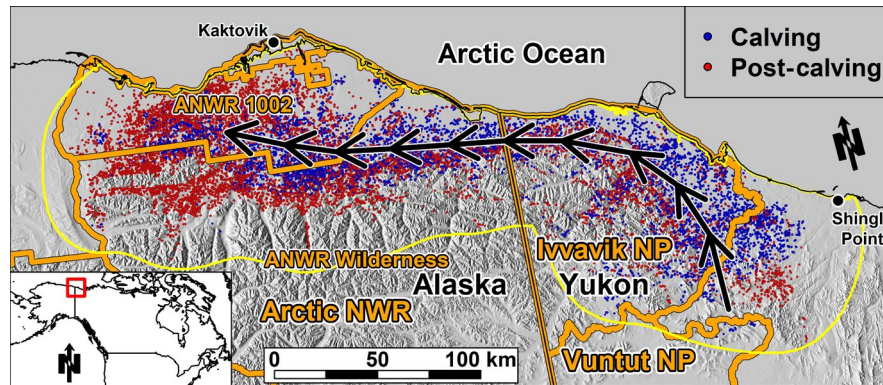 Kaktovik
Arctic Ocean
Calving
Post-calving
ANWR 1002
N
Shingl
Point
Ivvavik NP
ANWR Wilderness
Alaska
Yukon
Arctic NWR
Vuntut NP
N
0 50 100 km